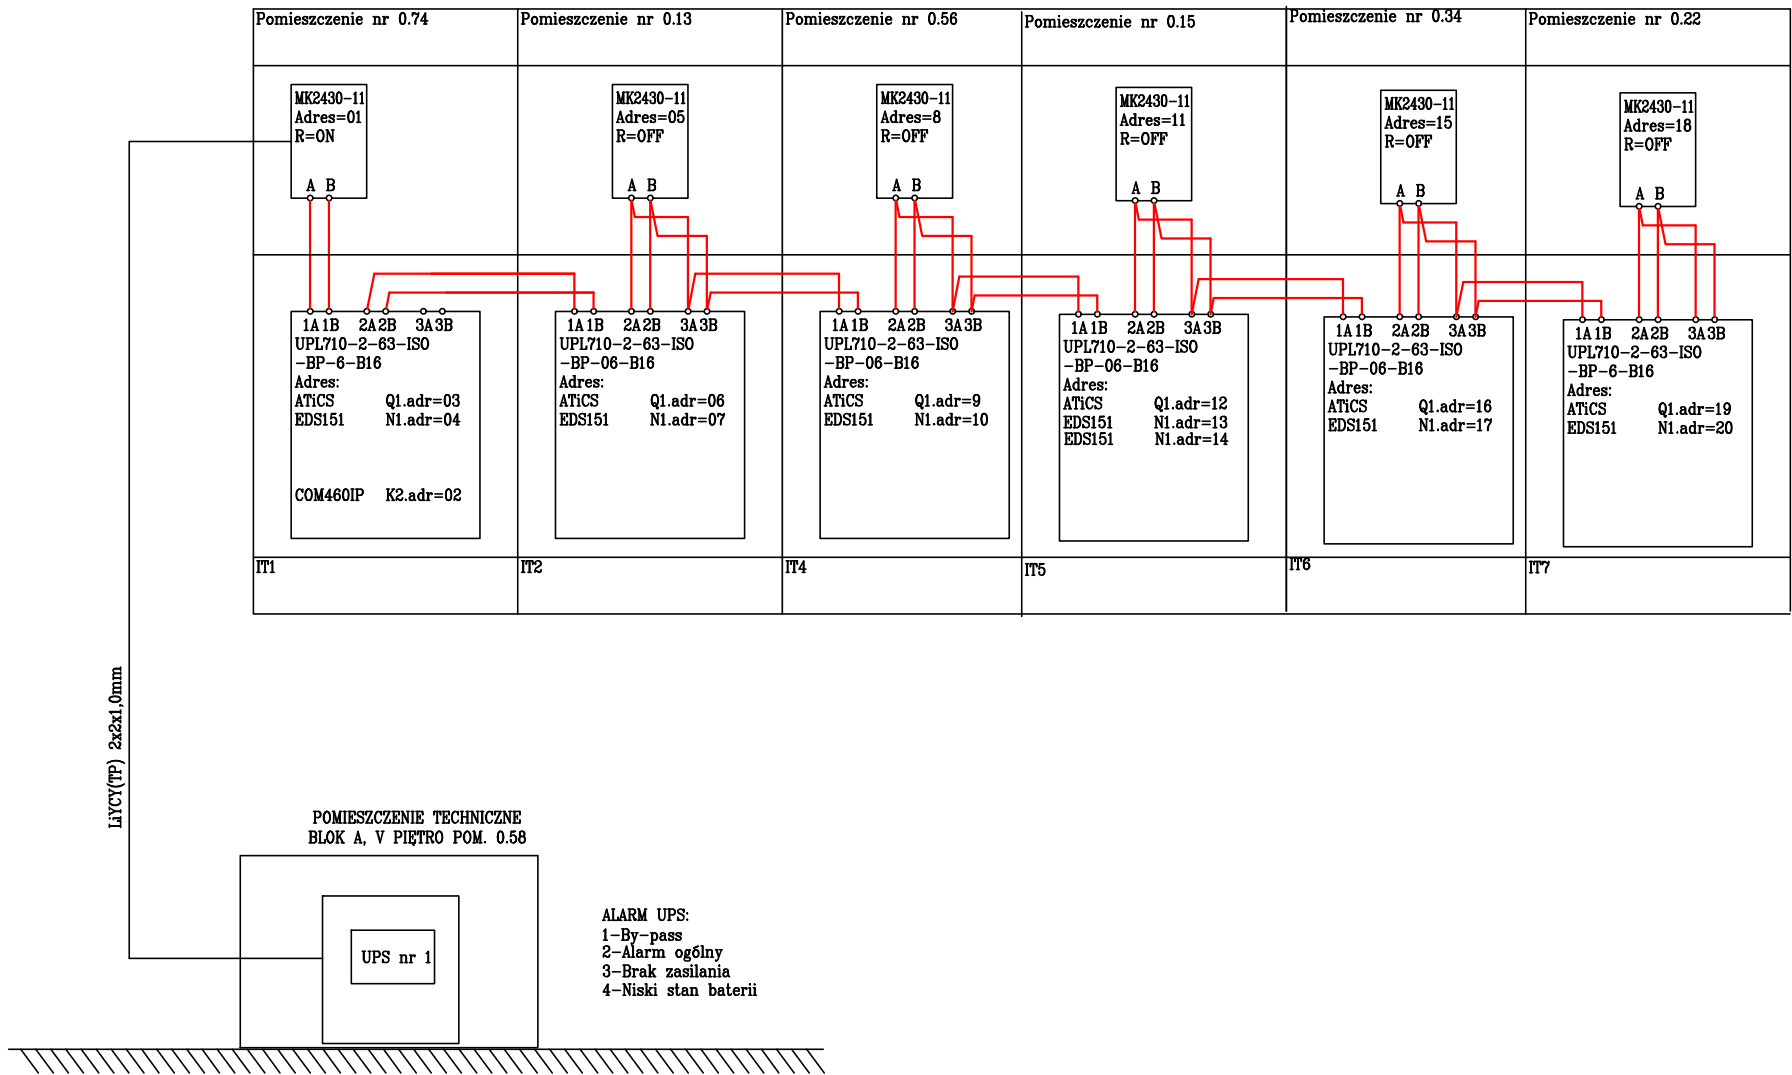 Pomieszczenie nr 0.74
Pomieszczenie nr 0.13
Pomieszczenie nr 0.56
Pomieszczenie nr 0.15
Pomieszczenie nr 0.34
Pomieszczenie nr 0.22
MK2430-11
Adres=01
R=ON
A B
MK2430-11
Adres=05
R=OFF
A B
MK2430-11
Adres=8
R=OFF
A B
MK2430-11
Adres=11
R=OFF
A B
MK2430-11
Adres=15
R=OFF
A B
MK2430-11
Adres=18
R=OFF
A B
1A 1B 2A 2B 3A 3B
UPL710-2-63-ISO
-BP-6-B16
Adres:
ATiCS Q1.adr=03
EDS151 N1.adr=04
COM460IP K2.adr=02
1A 1B 2A 2B 3A 3B
UPL710-2-63-ISO
-BP-06-B16
Adres:
ATiCS Q1.adr=06
EDS151 N1.adr=07
1A 1B 2A 2B 3A 3B
UPL710-2-63-ISO
-BP-06-B16
Adres:
ATiCS Q1.adr=9
EDS151 N1.adr=10
1A 1B 2A 2B 3A 3B
UPL710-2-63-ISO
-BP-06-B16
Adres:
ATiCS Q1.adr=12
EDS151 N1.adr=13
EDS151 N1.adr=14
1A 1B 2A 2B 3A 3B
UPL710-2-63-ISO
-BP-06-B16
Adres:
ATiCS Q1.adr=16
EDS151 N1.adr=17
1A 1B 2A 2B 3A 3B
UPL710-2-63-ISO
-BP-6-B16
Adres:
ATiCS Q1.adr=19
EDS151 N1.adr=20
IT1
IT2
IT4
IT5
IT6
IT7
LiYCY(TP) 2x2x1,0mm
POMIESZCZENIE TECHNICZNE
BLOK A, V PIĘTRO POM. 0.58
UPS nr 1
ALARM UPS:
1-By-pass
2-Alarm ogólny
3-Brak zasilania
4-Niski stan baterii